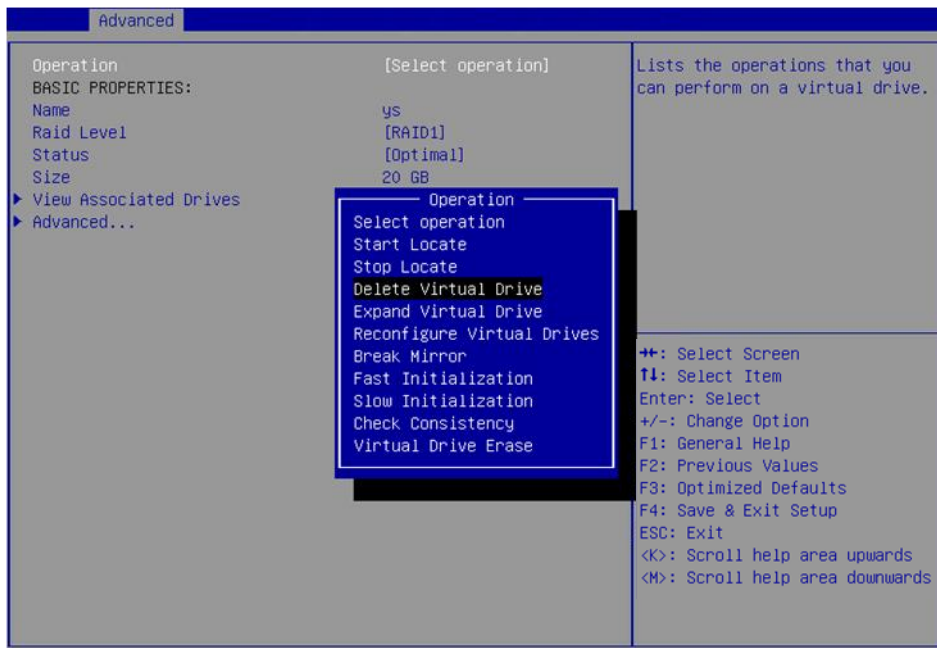 Advanced
Operation [Select operation]
BASIC PROPERTIES:
Name ys
Raid Level [RAID1]
Status [Optimal]
Size 20 GB
View Associated Drives
Advanced...
Operation
Select operation
Start Locate
Stop Locate
Delete Virtual Drive
Expand Virtual Drive
Reconfigure Virtual Drives
Break Mirror
Fast Initialization
Slow Initialization
Check Consistency
Virtual Drive Erase
Lists the operations that you
can perform on a virtual drive.
→←: Select Screen
↑↓: Select Item
Enter: Select
+/-: Change Option
F1: General Help
F2: Previous Values
F3: Optimized Defaults
F4: Save & Exit Setup
ESC: Exit
<K>: Scroll help area upwards
<M>: Scroll help area downwards